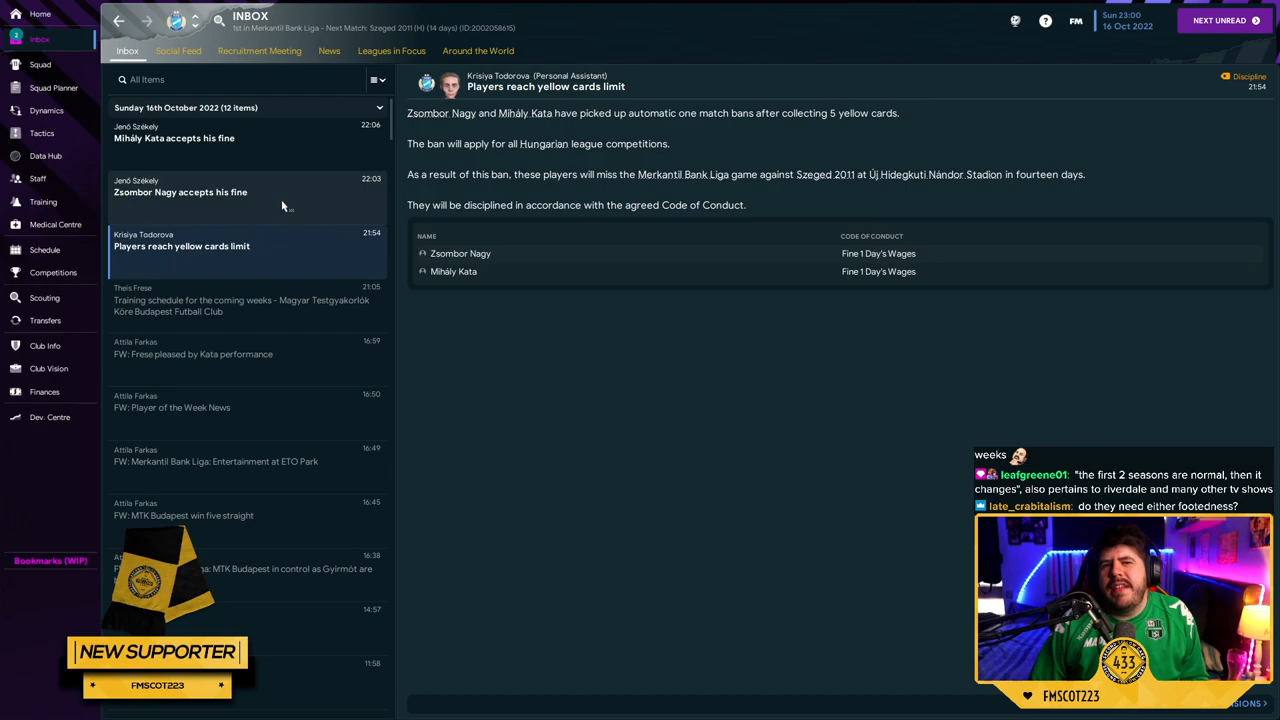 Home
2
Inbox
Squad
Squad Planner
Dynamics
Tactics
Data Hub
Staff
Training
Medical Centre
Schedule
Competitions
Scouting
Transfers
Club Info
Club Vision
Finances
Dev. Centre
Bookmarks (WIP)
INBOX
1st in Merkantil Bank Liga - Next Match: Szeged 2011 (H) (14 days) (ID:2002058615)
FM
Sun 23:00
16 Oct 2022
NEXT UNREAD
Inbox
Social Feed
Recruitment Meeting
News
Leagues in Focus
Around the World
All Items
Sunday 16th October 2022 (12 items)
Jenő Székely 22:06
Mihály Kata accepts his fine
Jenő Székely 22:03
Zsombor Nagy accepts his fine
Krisiya Todorova 21:54
Players reach yellow cards limit
Theis Frese 21:05
Training schedule for the coming weeks - Magyar Testgyakorlók
Köre Budapest Futball Club
Attila Farkas 16:59
FW: Frese pleased by Kata performance
Attila Farkas 16:50
FW: Player of the Week News
Attila Farkas 16:49
FW: Merkantil Bank Liga: Entertainment at ETO Park
Attila Farkas 16:45
FW: MTK Budapest win five straight
16:38
ga: MTK Budapest in control as Gyirmót are
14:57
11:58
Krisiya Todorova (Personal Assistant)
Players reach yellow cards limit
Discipline
21:54
Zsombor Nagy and Mihály Kata have picked up automatic one match bans after collecting 5 yellow cards.
The ban will apply for all Hungarian league competitions.
As a result of this ban, these players will miss the Merkantil Bank Liga game against Szeged 2011 at Új Hidegkuti Nándor Stadion in fourteen days.
They will be disciplined in accordance with the agreed Code of Conduct.
NAME CODE OF CONDUCT
Zsombor Nagy Fine 1 Day's Wages
Mihály Kata Fine 1 Day's Wages
weeks
leafgreene01: "the first 2 seasons are normal, then it
changes", also pertains to riverdale and many other tv shows
late_crabitalism: do they need either footedness?
NEW SUPPORTER
FMSCOT223
433
FMSCOT223